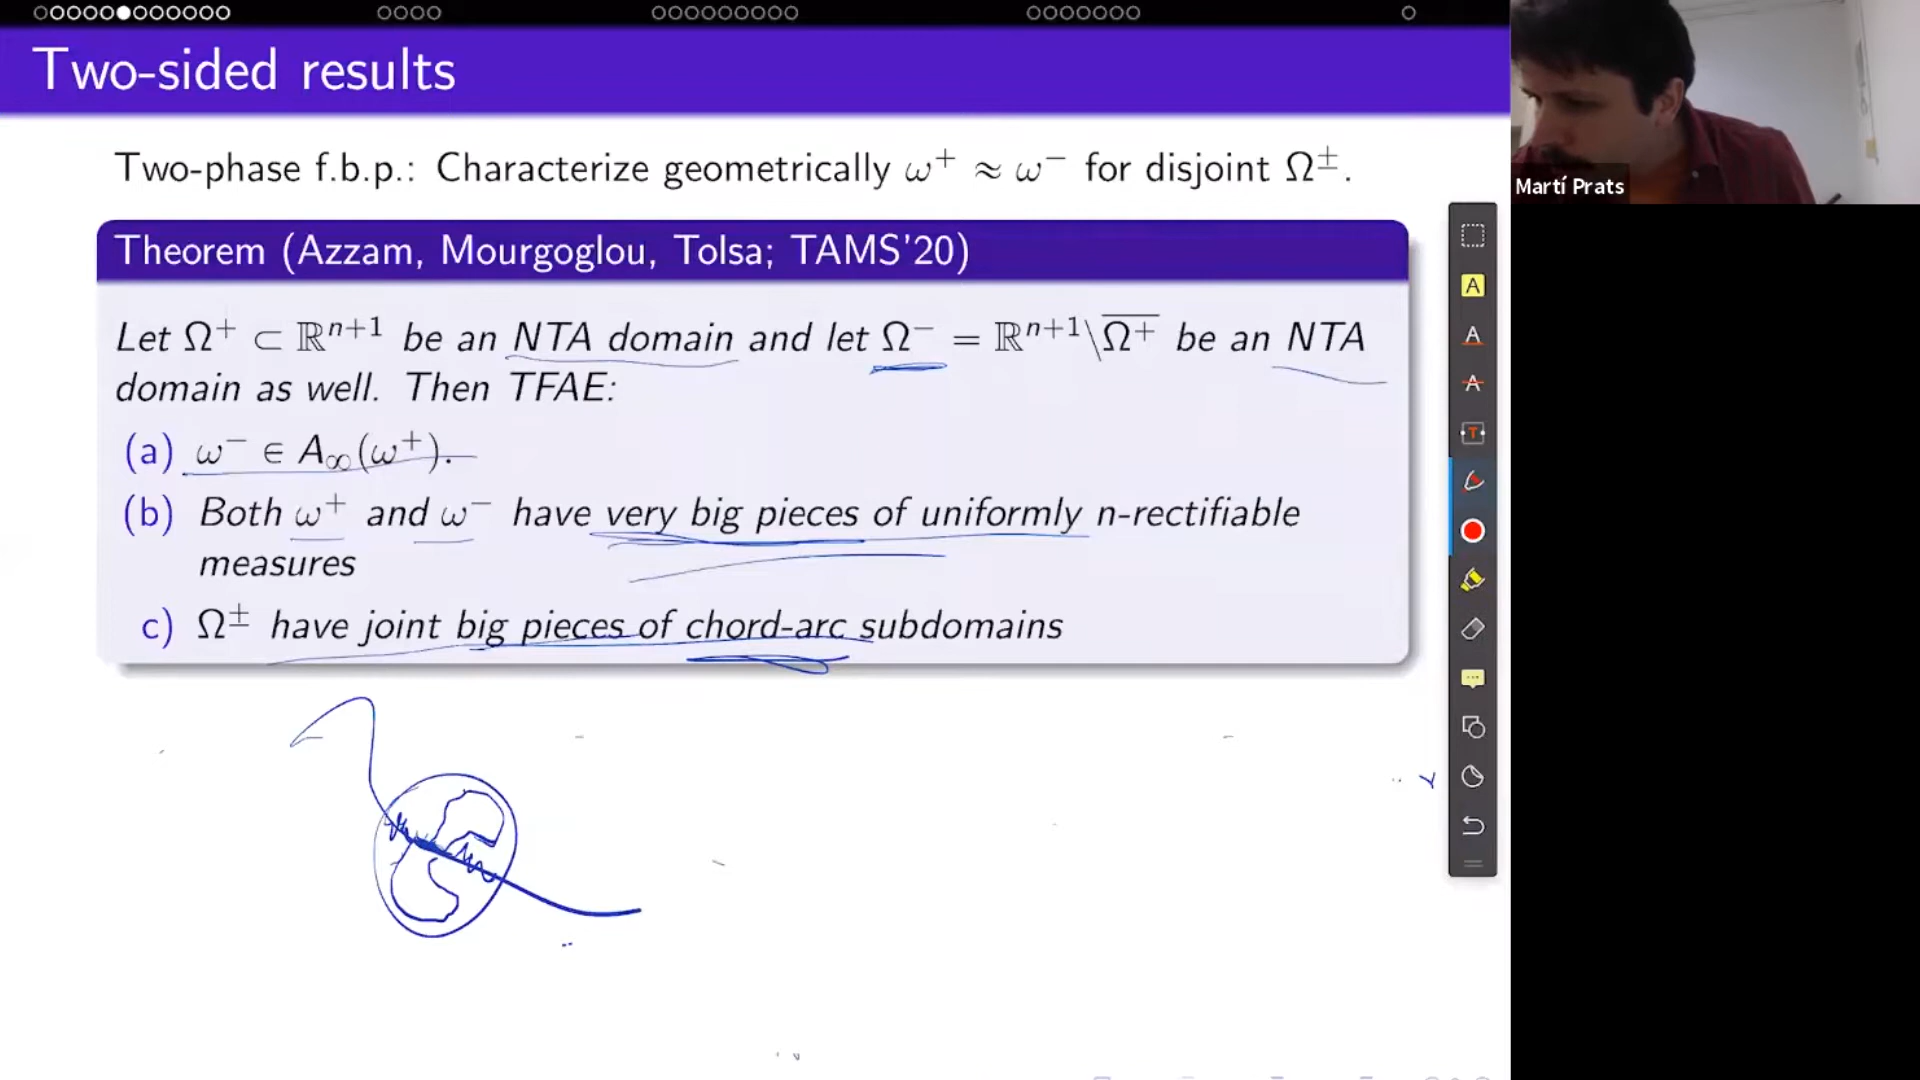 Two-sided results
Two-phase f.b.p.: Characterize geometrically ω⁺ ≈ ω⁻ for disjoint Ω^±.
Theorem (Azzam, Mourgoglou, Tolsa; TAMS'20)
Let Ω⁺ ⊂ ℝⁿ⁺¹ be an NTA domain and let Ω⁻ = ℝⁿ⁺¹\\overline{Ω⁺} be an NTA
domain as well. Then TFAE:
(a) ω⁻ ∈ A_∞(ω⁺).
(b) Both ω⁺ and ω⁻ have very big pieces of uniformly n-rectifiable
measures
c) Ω^± have joint big pieces of chord-arc subdomains
Martí Prats
A
A
A
T